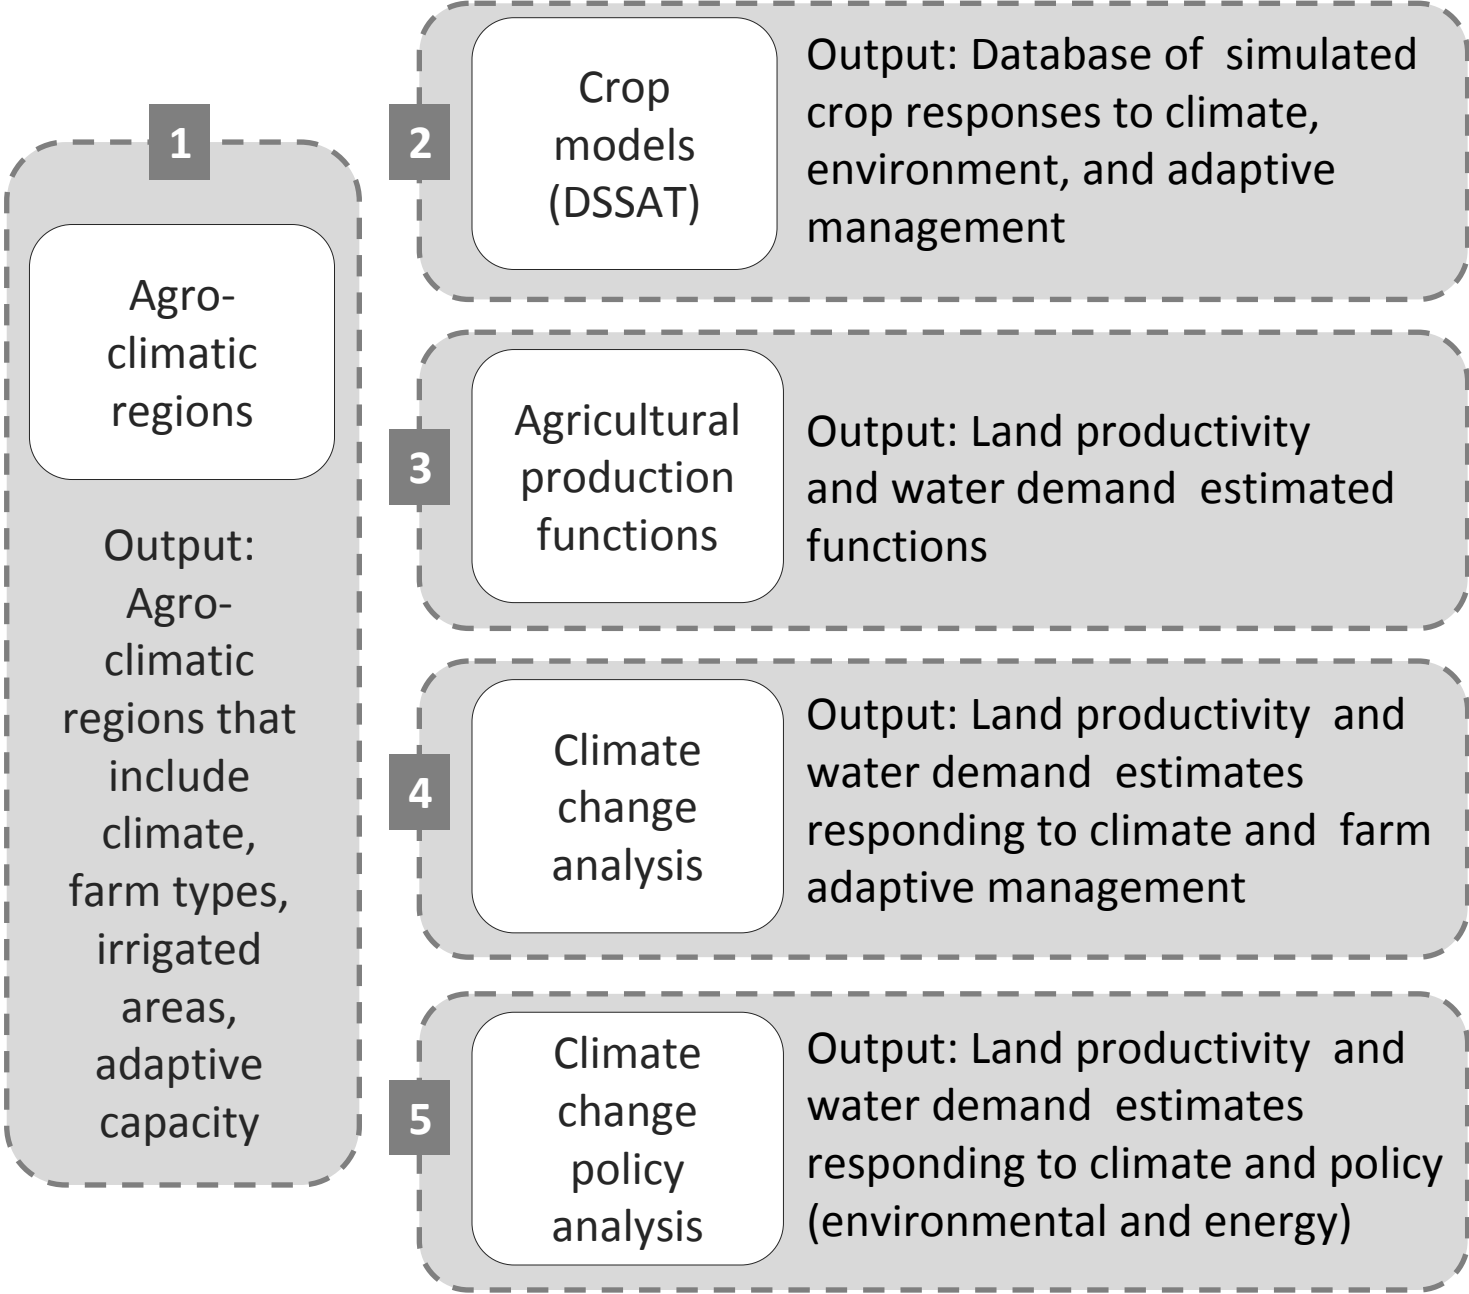 1
Agro-
climatic
regions
Output:
Agro-
climatic
regions that
include
climate,
farm types,
irrigated
areas,
adaptive
capacity
2
Crop
models
(DSSAT)
Output: Database of simulated
crop responses to climate,
environment, and adaptive
management
3
Agricultural
production
functions
Output: Land productivity
and water demand estimated
functions
4
Climate
change
analysis
Output: Land productivity and
water demand estimates
responding to climate and farm
adaptive management
5
Climate
change
policy
analysis
Output: Land productivity and
water demand estimates
responding to climate and policy
(environmental and energy)